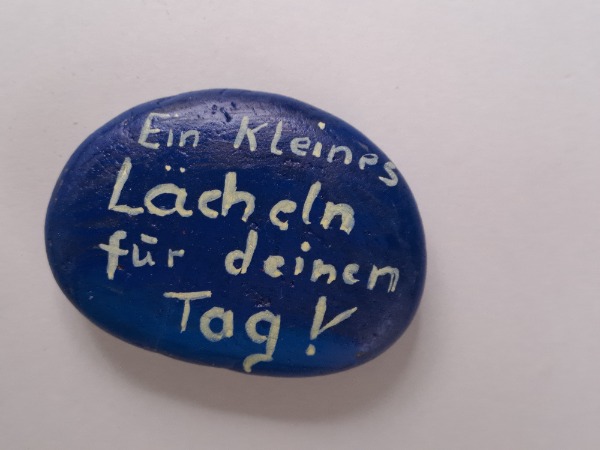 Ein kleines
Lächeln
für deinen
Tag!